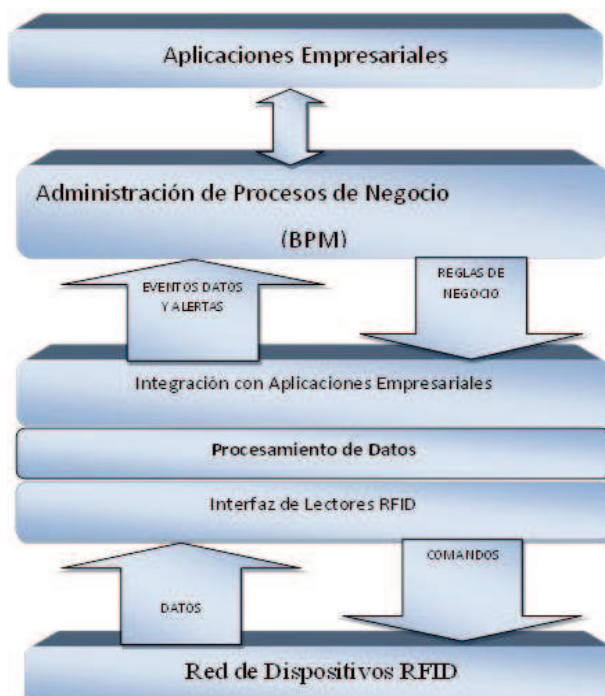 Aplicaciones Empresariales
Administración de Procesos de Negocio
(BPM)
EVENTOS DATOS
Y ALERTAS
REGLAS DE
NEGOCIO
Integración con Aplicaciones Empresariales
Procesamiento de Datos
Interfaz de Lectores RFID
DATOS
COMANDOS
Red de Dispositivos RFID